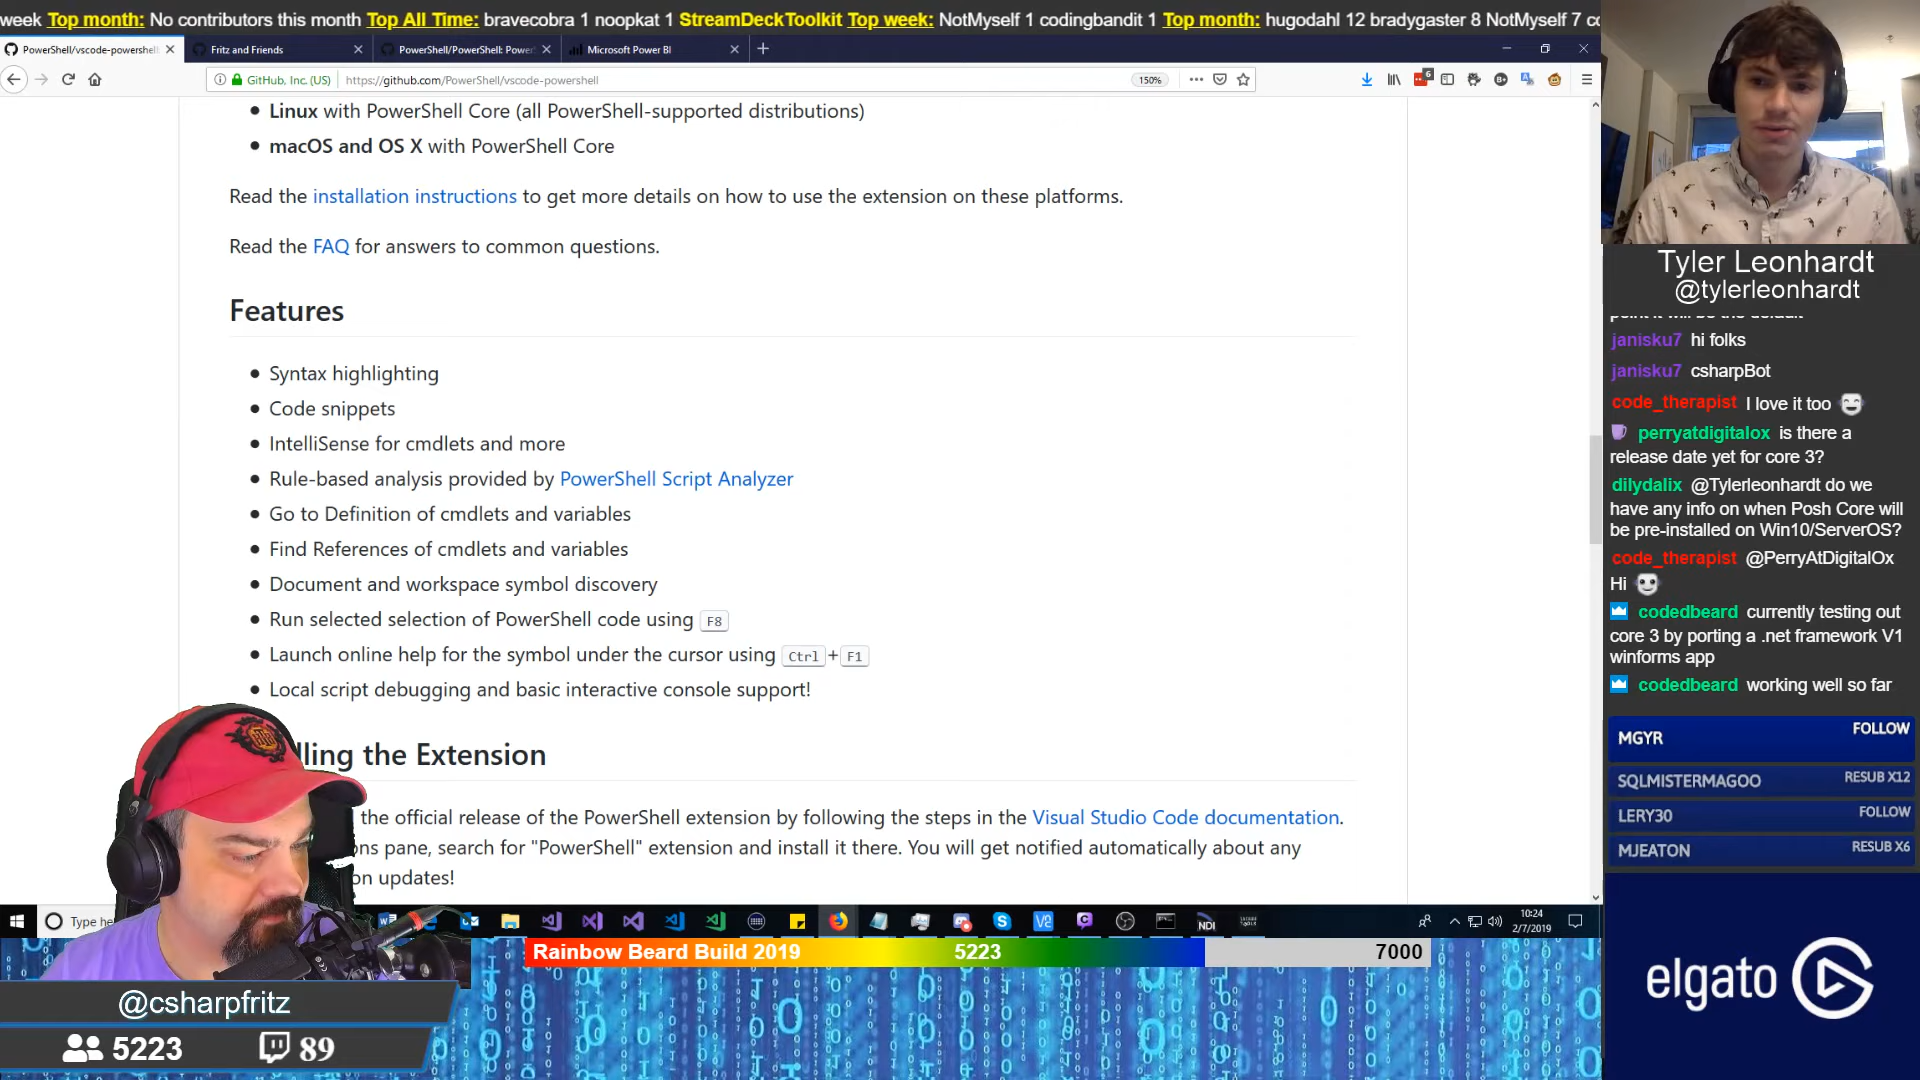 week Top month: No contributors this month Top All Time: bravecobra 1 noopkat 1 StreamDeckToolkit Top week: NotMyself 1 codingbandit 1 Top month: hugodahl 12 bradygaster 8 NotMyself 7 co
PowerShell/vscode-powershell
Fritz and Friends
PowerShell/PowerShell: Power
Microsoft Power BI
GitHub, Inc. (US)
https://github.com/PowerShell/vscode-powershell
150%
6
Linux with PowerShell Core (all PowerShell-supported distributions)
macOS and OS X with PowerShell Core
Read the installation instructions to get more details on how to use the extension on these platforms.
Read the FAQ for answers to common questions.
Features
Syntax highlighting
Code snippets
IntelliSense for cmdlets and more
Rule-based analysis provided by PowerShell Script Analyzer
Go to Definition of cmdlets and variables
Find References of cmdlets and variables
Document and workspace symbol discovery
Run selected selection of PowerShell code using F8
Launch online help for the symbol under the cursor using Ctrl + F1
Local script debugging and basic interactive console support!
lling the Extension
the official release of the PowerShell extension by following the steps in the Visual Studio Code documentation.
ons pane, search for "PowerShell" extension and install it there. You will get notified automatically about any
on updates!
Type he
NDI
10:24
2/7/2019
Rainbow Beard Build 2019 5223 7000
@csharpfritz
5223 89
Tyler Leonhardt
@tylerleonhardt
janisku7 hi folks
janisku7 csharpBot
code_therapist I love it too
perryatdigitalox is there a
release date yet for core 3?
dilydalix @Tylerleonhardt do we
have any info on when Posh Core will
be pre-installed on Win10/ServerOS?
code_therapist @PerryAtDigitalOx
Hi
codedbeard currently testing out
core 3 by porting a .net framework V1
winforms app
codedbeard working well so far
MGYR FOLLOW
SQLMISTERMAGOO RESUB X12
LERY30 FOLLOW
MJEATON RESUB X6
elgato